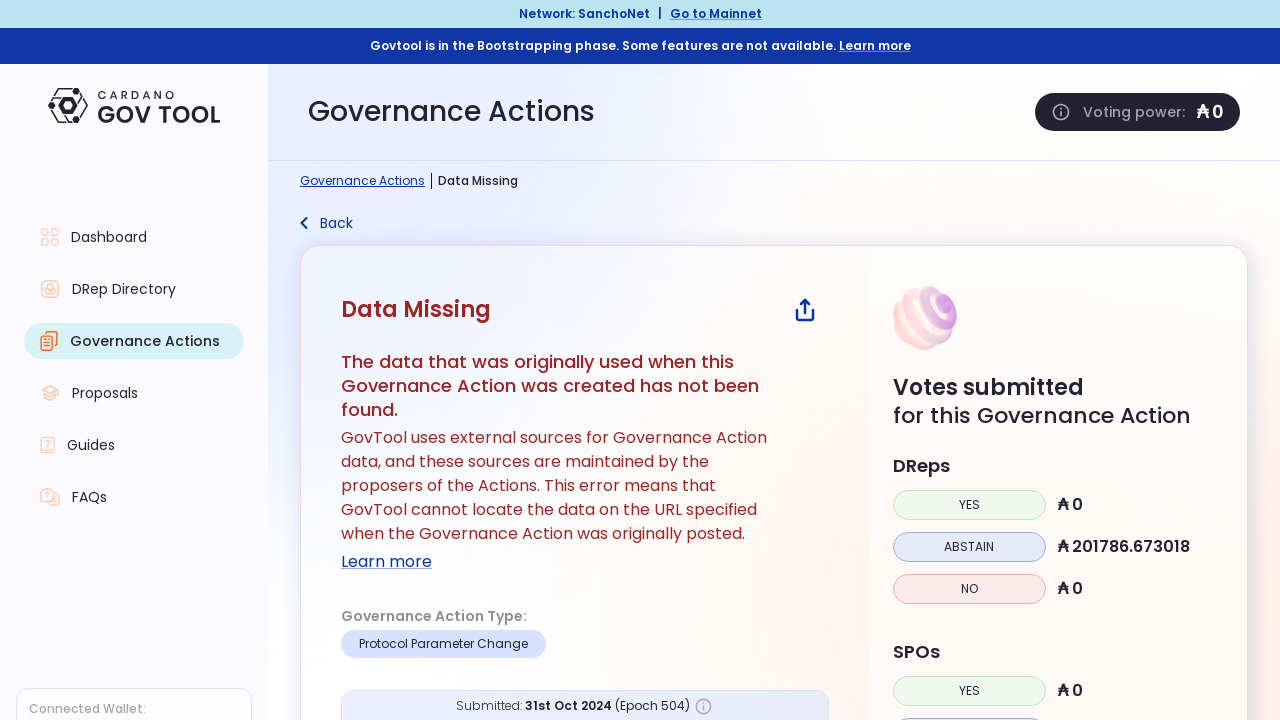 Network: SanchoNet | Go to Mainnet
Govtool is in the Bootstrapping phase. Some features are not available. Learn more
CARDANO
GOV TOOL
Dashboard
DRep Directory
Governance Actions
Proposals
Guides
FAQs
Connected Wallet:
Governance Actions
Voting power: ₳ 0
Governance Actions | Data Missing
Back
Data Missing
The data that was originally used when this
Governance Action was created has not been
found.
GovTool uses external sources for Governance Action
data, and these sources are maintained by the
proposers of the Actions. This error means that
GovTool cannot locate the data on the URL specified
when the Governance Action was originally posted.
Learn more
Governance Action Type:
Protocol Parameter Change
Submitted: 31st Oct 2024 (Epoch 504)
Votes submitted
for this Governance Action
DReps
YES ₳ 0
ABSTAIN ₳ 201786.673018
NO ₳ 0
SPOs
YES ₳ 0